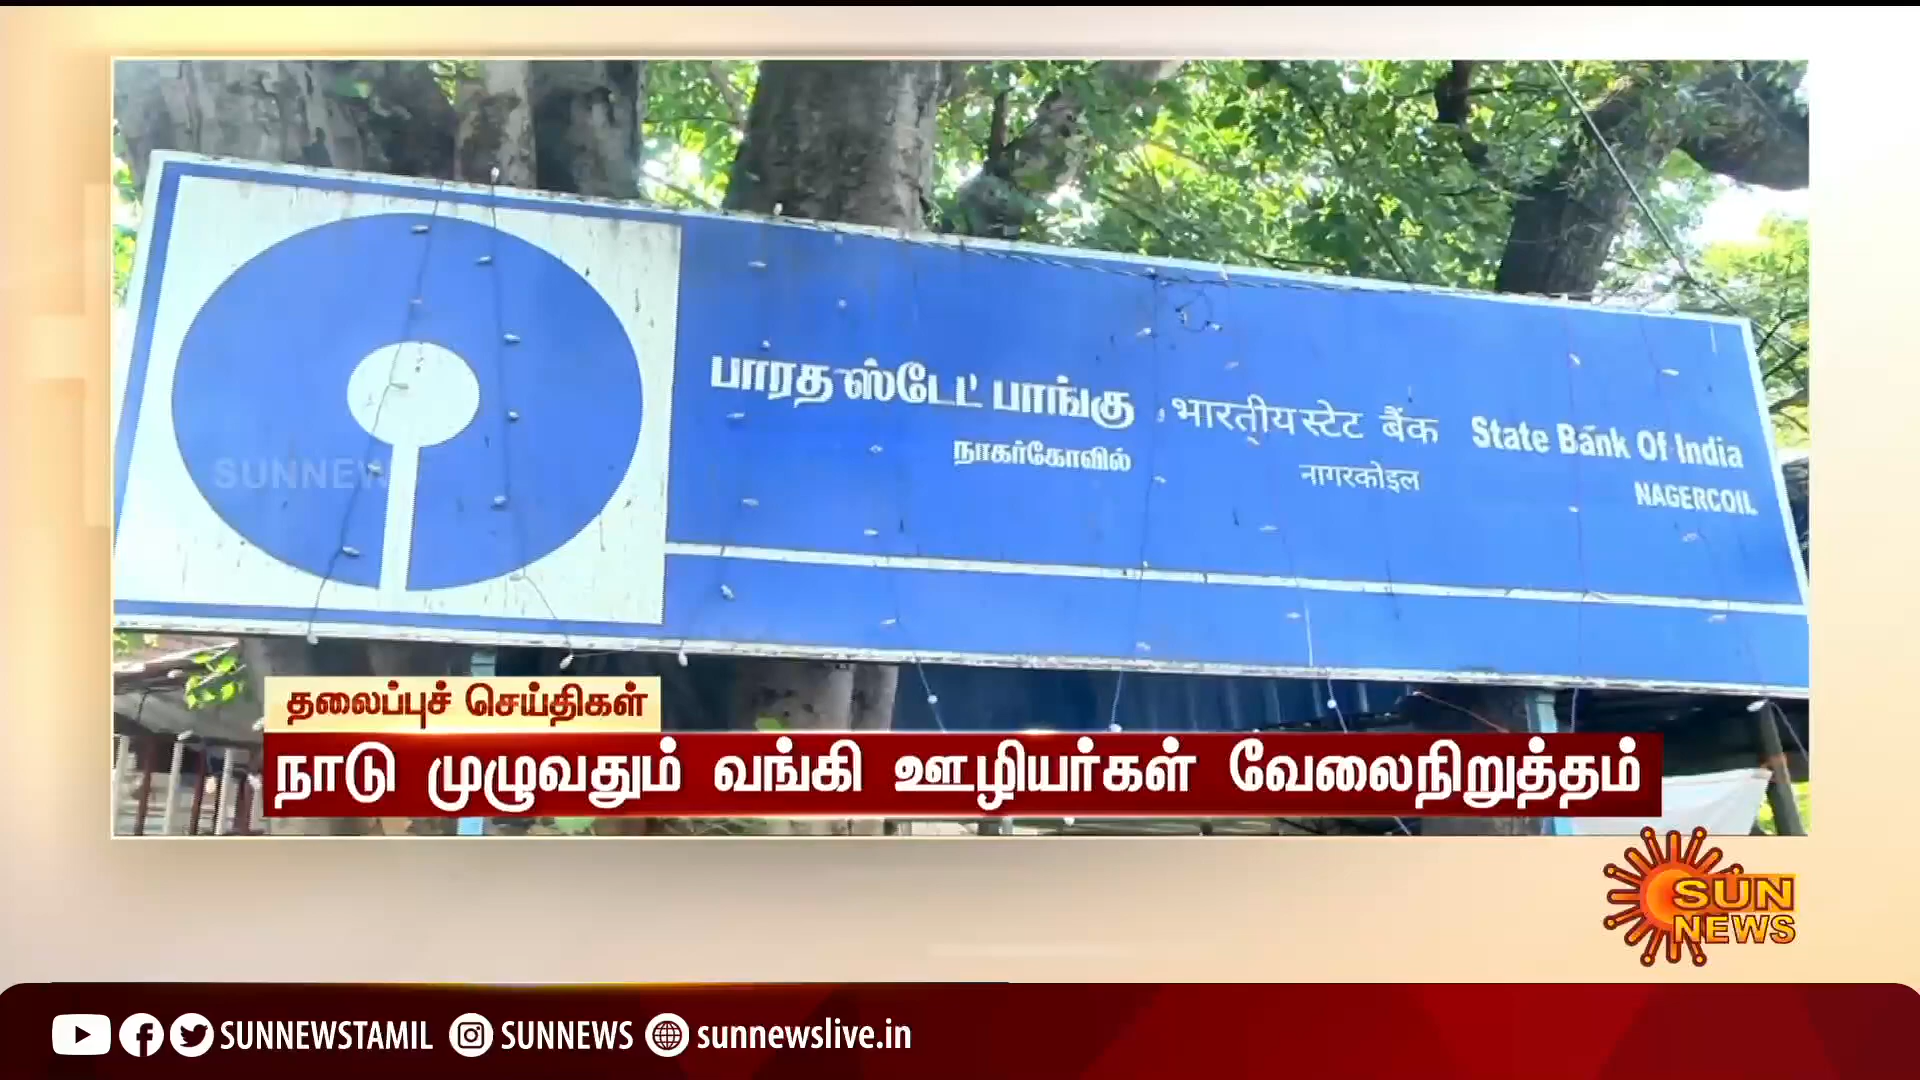 பாரத ஸ்டேட் பாங்கு
நாகர்கோவில்
भारतीय स्टेट बैंक
नागरकोइल
State Bank Of India
NAGERCOIL
SUNNEW
தலைப்புச் செய்திகள்
நாடு முழுவதும் வங்கி ஊழியர்கள் வேலைநிறுத்தம்
SUN
NEWS
SUNNEWSTAMIL SUNNEWS sunnewslive.in